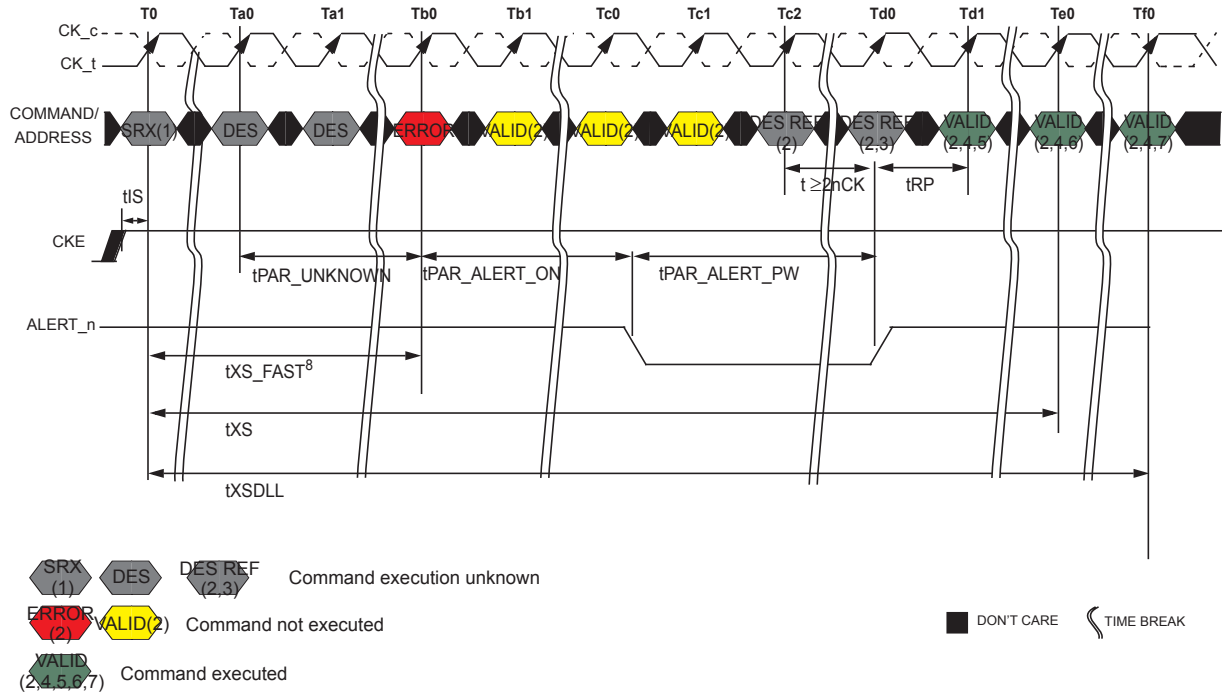 T0 Ta0 Ta1 Tb0 Tb1 Tc0 Tc1 Tc2 Td0 Td1 Te0 Tf0
CK_c
CK_t
COMMAND/
ADDRESS
SRX(1) DES DES ERROR VALID(2) VALID(2) VALID(2) DES REF
(2) DES REF
(2,3) VALID
(2,4,5) VALID
(2,4,6) VALID
(2,4,7)
t ≥2nCK tRP
tIS
CKE
tPAR_UNKNOWN tPAR_ALERT_ON tPAR_ALERT_PW
ALERT_n
tXS_FAST8
tXS
tXSDLL
SRX
(1) DES DES REF
(2,3) Command execution unknown
ERROR
(2) VALID(2) Command not executed
VALID
(2,4,5,6,7) Command executed
DON'T CARE TIME BREAK